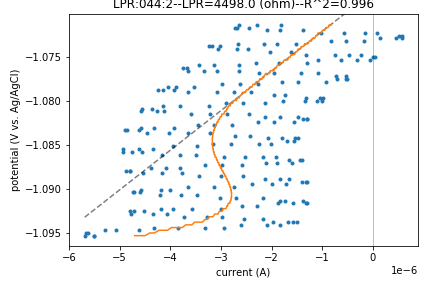 LPR:044:2--LPR=4498.0 (ohm)--R^2=0.996
potential (V vs. Ag/AgCl)
−1.075
−1.080
−1.085
−1.090
−1.095
−6 −5 −4 −3 −2 −1 0
1e−6
current (A)